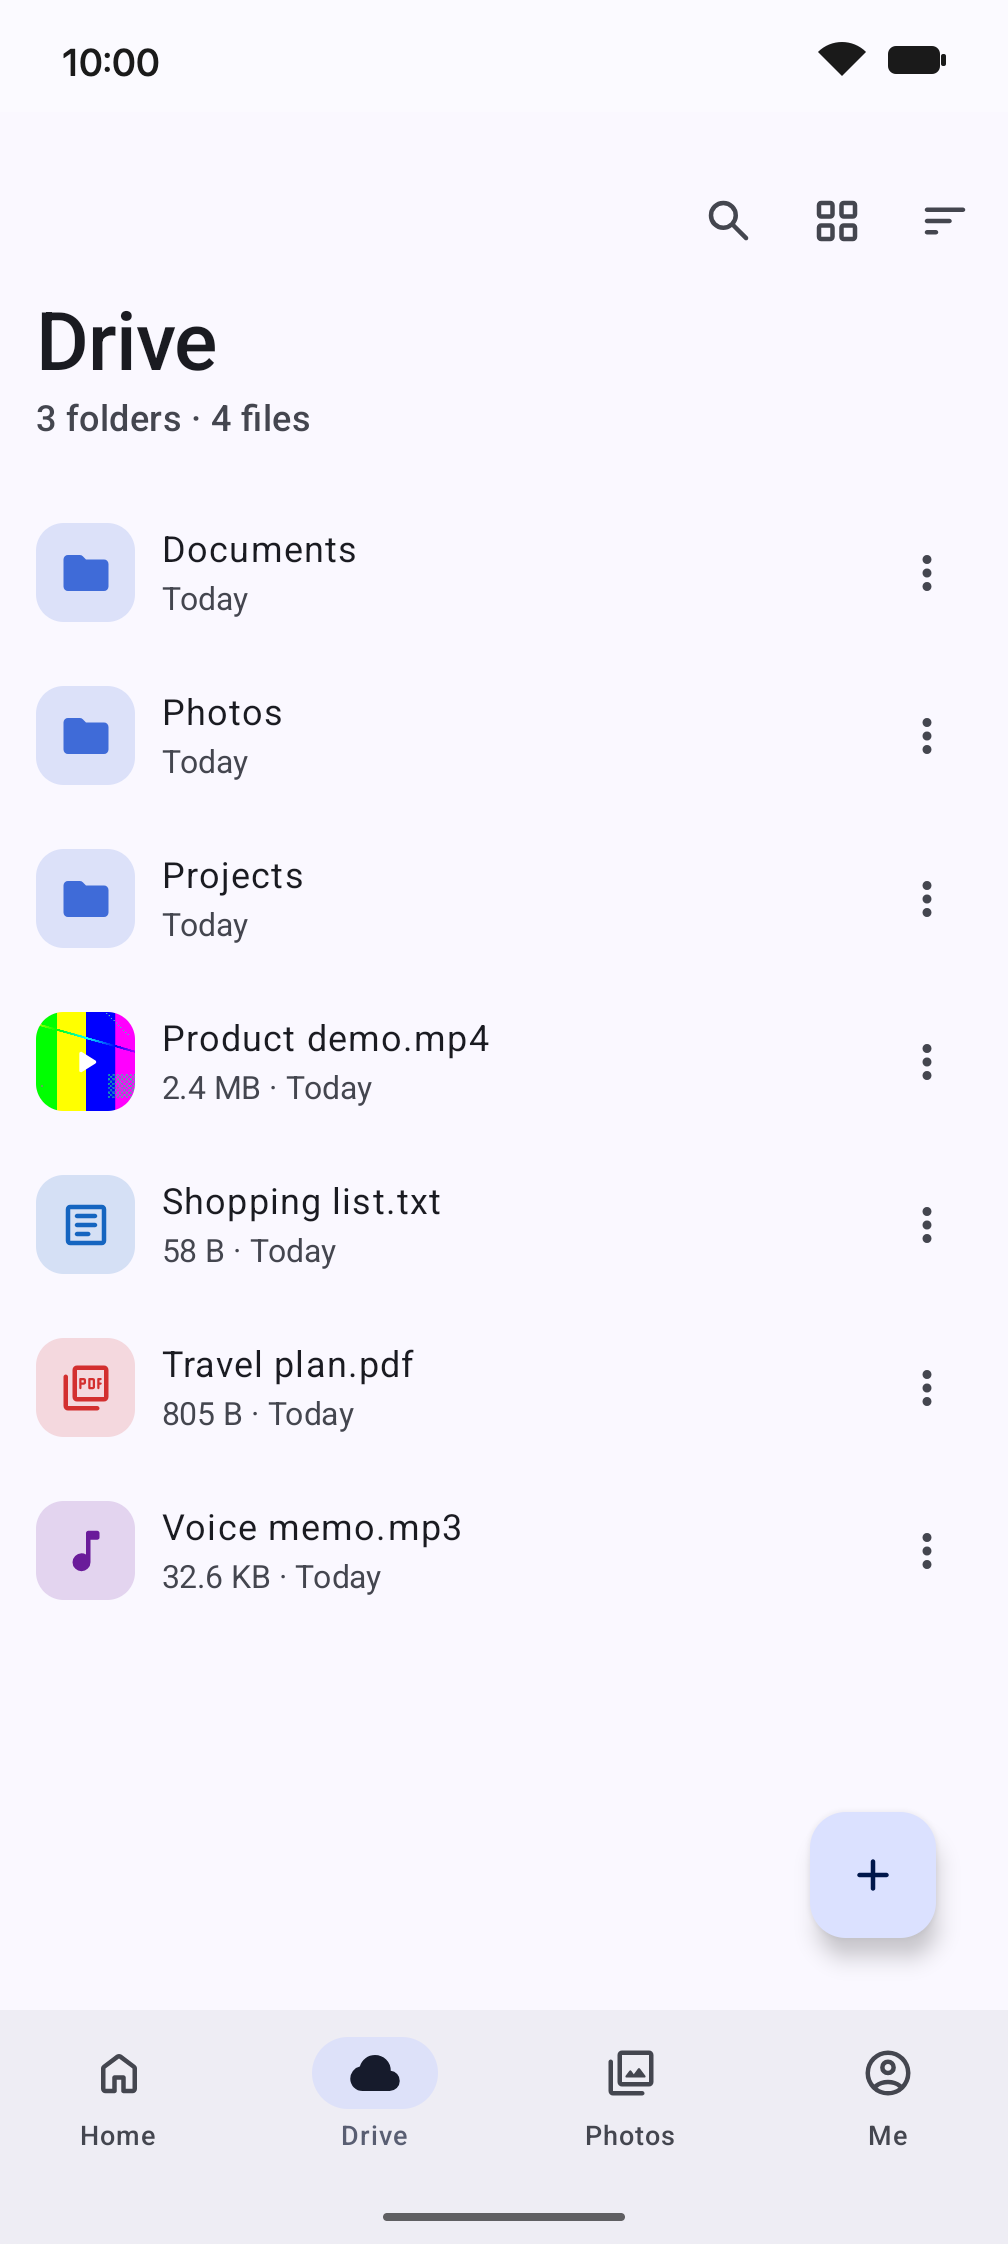 10:00
Drive
3 folders · 4 files
Documents
Today
Photos
Today
Projects
Today
Product demo.mp4
2.4 MB · Today
Shopping list.txt
58 B · Today
PDF
Travel plan.pdf
805 B · Today
Voice memo.mp3
32.6 KB · Today
Home
Drive
Photos
Me